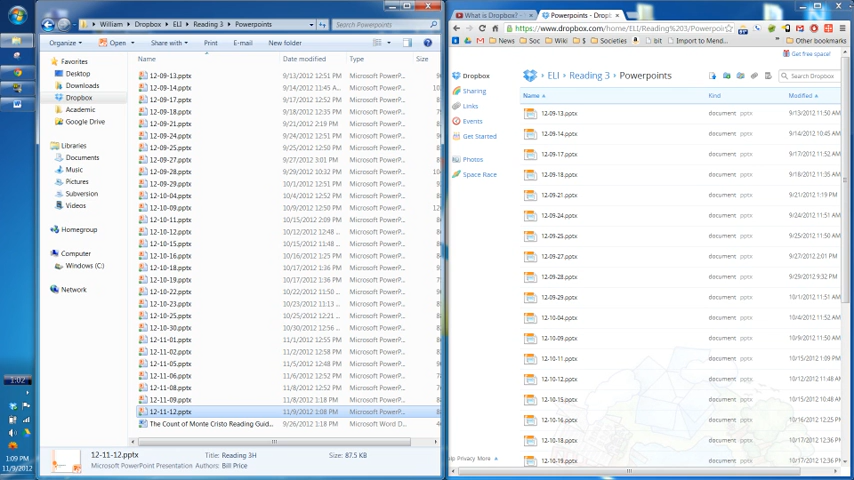 William ▸ Dropbox ▸ ELI ▸ Reading 3 ▸ Powerpoints
Search Powerpoints
Organize Open Share with Print E-mail New folder
Name Date modified Type Size
Favorites
Desktop
Downloads
Dropbox
Academic
Google Drive
Libraries
Documents
Music
Pictures
Subversion
Videos
Homegroup
Computer
Windows (C:)
Network
12-09-13.pptx 9/13/2012 12:51 PM Microsoft PowerP...
12-09-14.pptx 9/14/2012 11:45 A... Microsoft PowerP...
12-09-17.pptx 9/17/2012 12:51 PM Microsoft PowerP...
12-09-18.pptx 9/18/2012 12:35 PM Microsoft PowerP...
12-09-21.pptx 9/21/2012 2:19 PM Microsoft PowerP...
12-09-24.pptx 9/24/2012 12:51 PM Microsoft PowerP...
12-09-25.pptx 9/25/2012 12:50 PM Microsoft PowerP...
12-09-27.pptx 9/27/2012 3:01 PM Microsoft PowerP...
12-09-28.pptx 9/29/2012 10:32 ... Microsoft PowerP...
12-09-29.pptx 10/1/2012 12:51 PM Microsoft PowerP...
12-10-04.pptx 10/4/2012 12:52 PM Microsoft PowerP...
12-10-09.pptx 10/9/2012 12:50 PM Microsoft PowerP...
12-10-11.pptx 10/15/2012 2:09 PM Microsoft PowerP...
12-10-12.pptx 10/12/2012 12:48 ... Microsoft PowerP...
12-10-15.pptx 10/15/2012 11:48 ... Microsoft PowerP...
12-10-16.pptx 10/16/2012 1:25 PM Microsoft PowerP...
12-10-18.pptx 10/17/2012 1:36 PM Microsoft PowerP...
12-10-19.pptx 10/19/2012 1:36 PM Microsoft PowerP...
12-10-22.pptx 10/22/2012 11:51 ... Microsoft PowerP...
12-10-23.pptx 10/23/2012 11:13 ... Microsoft PowerP...
12-10-25.pptx 10/25/2012 12:21 ... Microsoft PowerP...
12-10-30.pptx 10/30/2012 12:56 ... Microsoft PowerP...
12-11-01.pptx 11/1/2012 12:55 PM Microsoft PowerP...
12-11-02.pptx 11/2/2012 12:58 PM Microsoft PowerP...
12-11-06.pptx 11/6/2012 12:52 PM Microsoft PowerP...
12-11-08.pptx 11/8/2012 12:52 PM Microsoft PowerP...
12-11-09.pptx 11/8/2012 1:18 PM Microsoft PowerP...
12-11-12.pptx 11/9/2012 1:08 PM Microsoft PowerP...
The Count of Monte Cristo Reading Guid... 9/26/2012 1:18 PM Microsoft Word D...
12-11-12.pptx Title: Reading 3H Size: 87.5 KB
Microsoft PowerPoint Presentation Authors: Bill Price
1:02
1:09 PM
11/9/2012
What is Dropbox? - Powerpoints - Dropb
https://www.dropbox.com/home/ELI/Reading%203/Powerpoints
News Soc Wiki S Societies bit Import to Mend... Other bookmarks
Get free space!
Dropbox
Sharing
Links
Events
Get Started
Photos
Space Race
ELI ▸ Reading 3 ▸ Powerpoints
Search Dropbox
Name Kind Modified
12-09-13.pptx document pptx 9/13/2012 11:50 AM
12-09-14.pptx document pptx 9/14/2012 10:45 AM
12-09-17.pptx document pptx 9/17/2012 11:52 AM
12-09-18.pptx document pptx 9/18/2012 11:35 AM
12-09-21.pptx document pptx 9/21/2012 1:19 PM
12-09-24.pptx document pptx 9/24/2012 11:51 AM
12-09-25.pptx document pptx 9/25/2012 11:50 AM
12-09-27.pptx document pptx 9/27/2012 2:01 PM
12-09-28.pptx document pptx 9/29/2012 9:32 PM
12-09-29.pptx document pptx 10/1/2012 11:51 AM
12-10-04.pptx document pptx 10/4/2012 11:52 AM
12-10-09.pptx document pptx 10/9/2012 11:50 AM
12-10-11.pptx document pptx 10/15/2012 1:09 PM
12-10-12.pptx document pptx 10/12/2012 11:48 AM
12-10-15.pptx document pptx 10/15/2012 11:48 AM
12-10-16.pptx document pptx 10/16/2012 12:25 PM
12-10-18.pptx document pptx 10/17/2012 12:36 PM
12-10-19.pptx document pptx 10/19/2012 12:36 PM
lp Privacy More